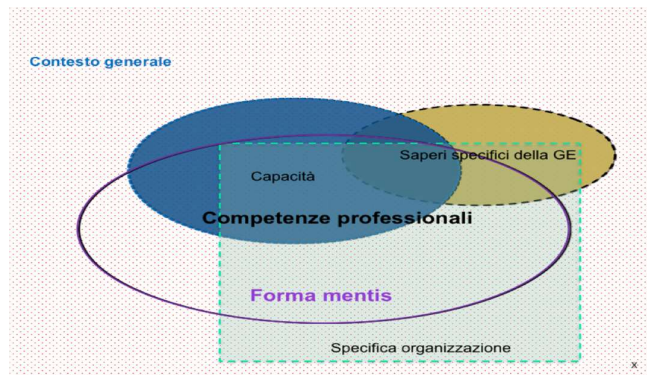 Contesto generale
Saperi specifici della GE
Capacità
Competenze professionali
Forma mentis
Specifica organizzazione
x